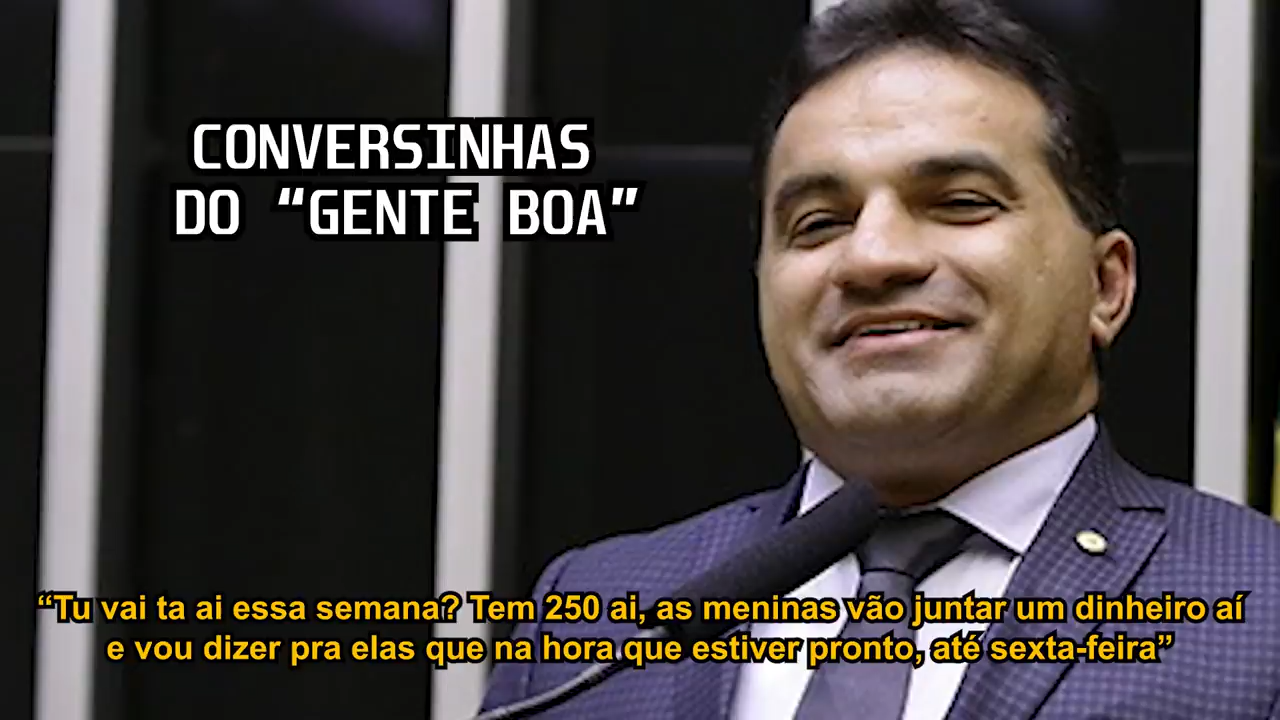 CONVERSINHAS
DO “GENTE BOA”
“Tu vai ta ai essa semana? Tem 250 ai, as meninas vão juntar um dinheiro aí
e vou dizer pra elas que na hora que estiver pronto, até sexta-feira”